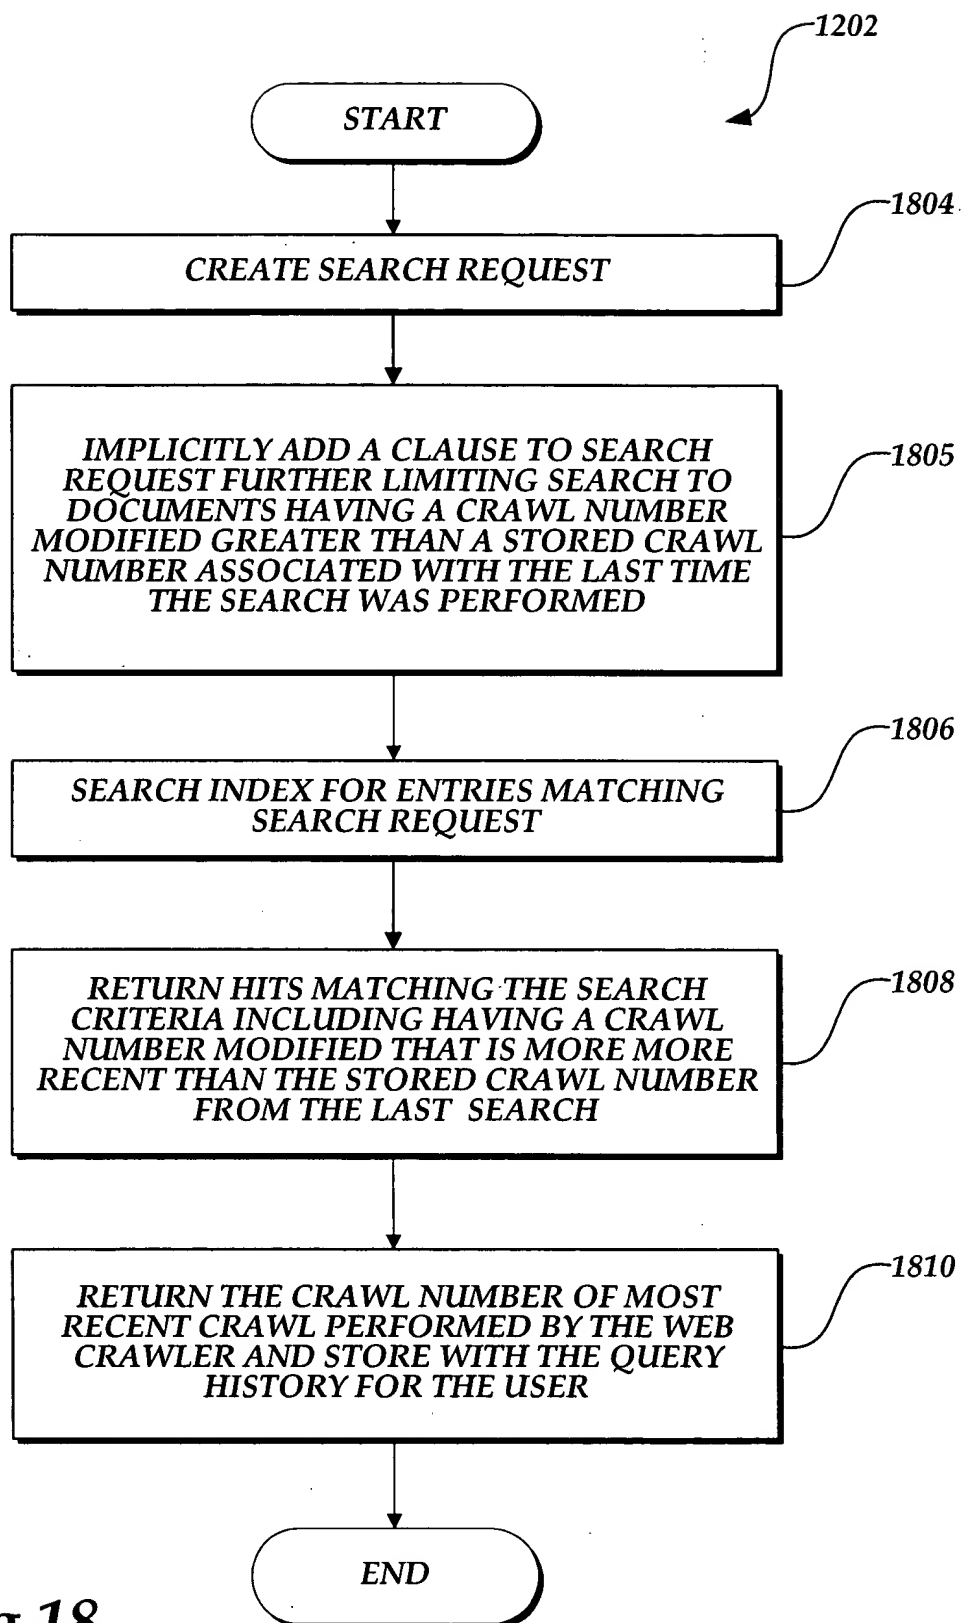 1202
START
1804
CREATE SEARCH REQUEST
1805
IMPLICITLY ADD A CLAUSE TO SEARCH
REQUEST FURTHER LIMITING SEARCH TO
DOCUMENTS HAVING A CRAWL NUMBER
MODIFIED GREATER THAN A STORED CRAWL
NUMBER ASSOCIATED WITH THE LAST TIME
THE SEARCH WAS PERFORMED
1806
SEARCH INDEX FOR ENTRIES MATCHING
SEARCH REQUEST
1808
RETURN HITS MATCHING THE SEARCH
CRITERIA INCLUDING HAVING A CRAWL
NUMBER MODIFIED THAT IS MORE MORE
RECENT THAN THE STORED CRAWL NUMBER
FROM THE LAST SEARCH
1810
RETURN THE CRAWL NUMBER OF MOST
RECENT CRAWL PERFORMED BY THE WEB
CRAWLER AND STORE WITH THE QUERY
HISTORY FOR THE USER
END
18